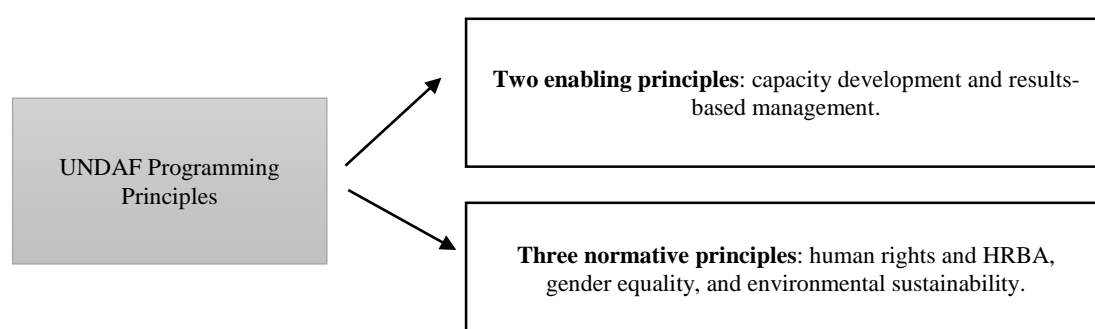 UNDAF Programming
Principles
Two enabling principles: capacity development and results-
based management.
Three normative principles: human rights and HRBA,
gender equality, and environmental sustainability.